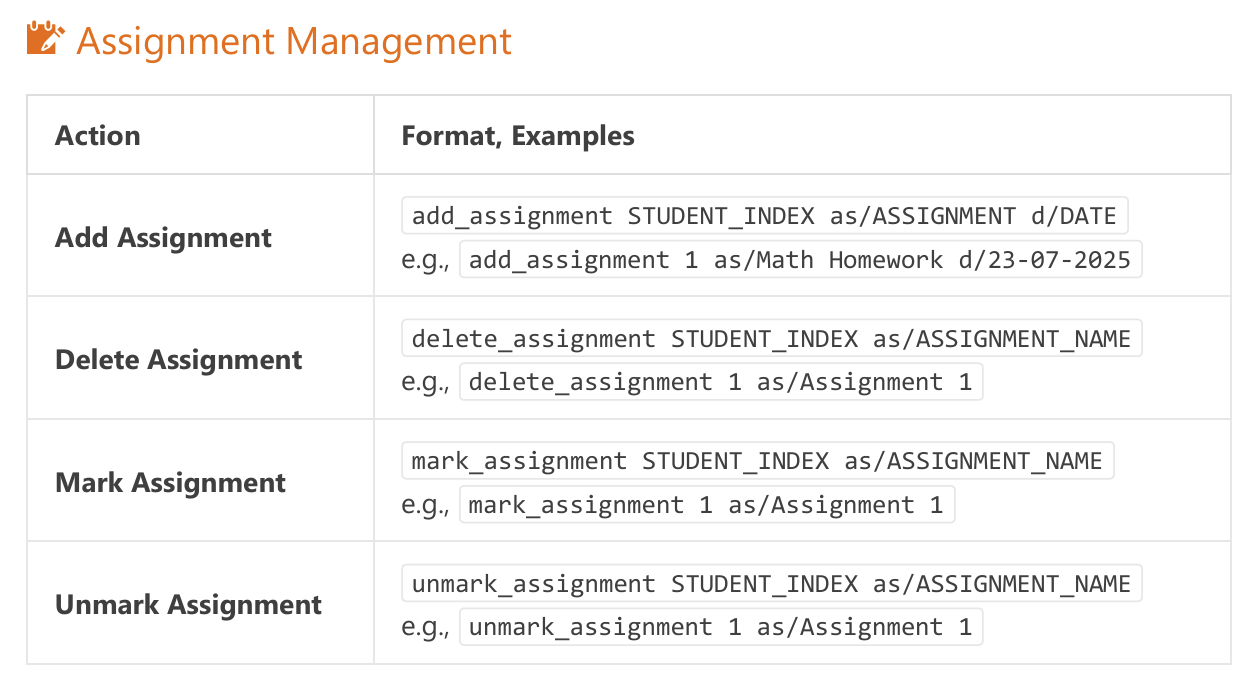 Assignment Management
Action
Format, Examples
Add Assignment
add_assignment STUDENT_INDEX as/ASSIGNMENT d/DATE
e.g., add_assignment 1 as/Math Homework d/23-07-2025
Delete Assignment
delete_assignment STUDENT_INDEX as/ASSIGNMENT_NAME
e.g., delete_assignment 1 as/Assignment 1
Mark Assignment
mark_assignment STUDENT_INDEX as/ASSIGNMENT_NAME
e.g., mark_assignment 1 as/Assignment 1
Unmark Assignment
unmark_assignment STUDENT_INDEX as/ASSIGNMENT_NAME
e.g., unmark_assignment 1 as/Assignment 1